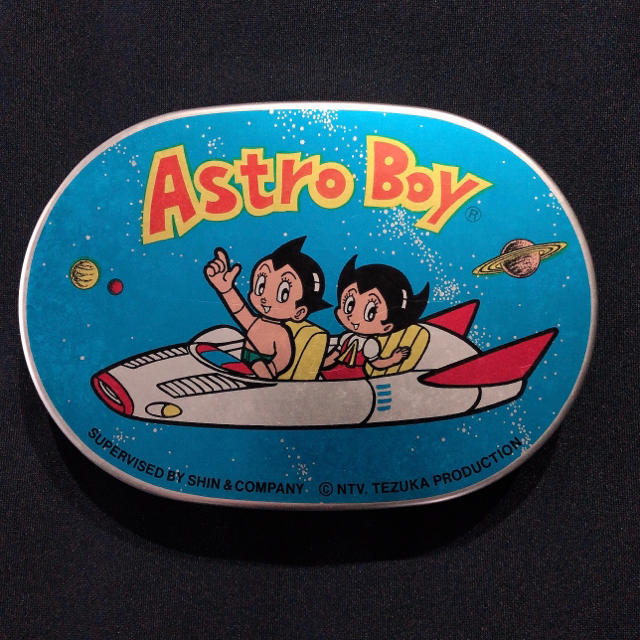 Astro Boy ®
SUPERVISED BY SHIN & COMPANY © NTV. TEZUKA PRODUCTION